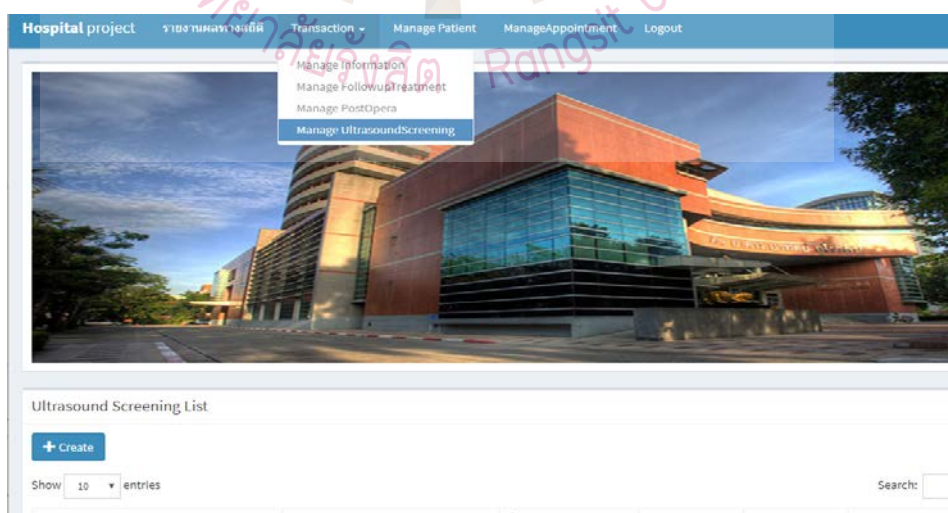 Hospital project รายงานผลทางสถิติ Transaction Manage Patient ManageAppointment Logout
Manage Information
Manage FollowupTreatment
Manage PostOpera
Manage UltrasoundScreening
Rangsit
Ultrasound Screening List
+ Create
Show 10 entries
Search: